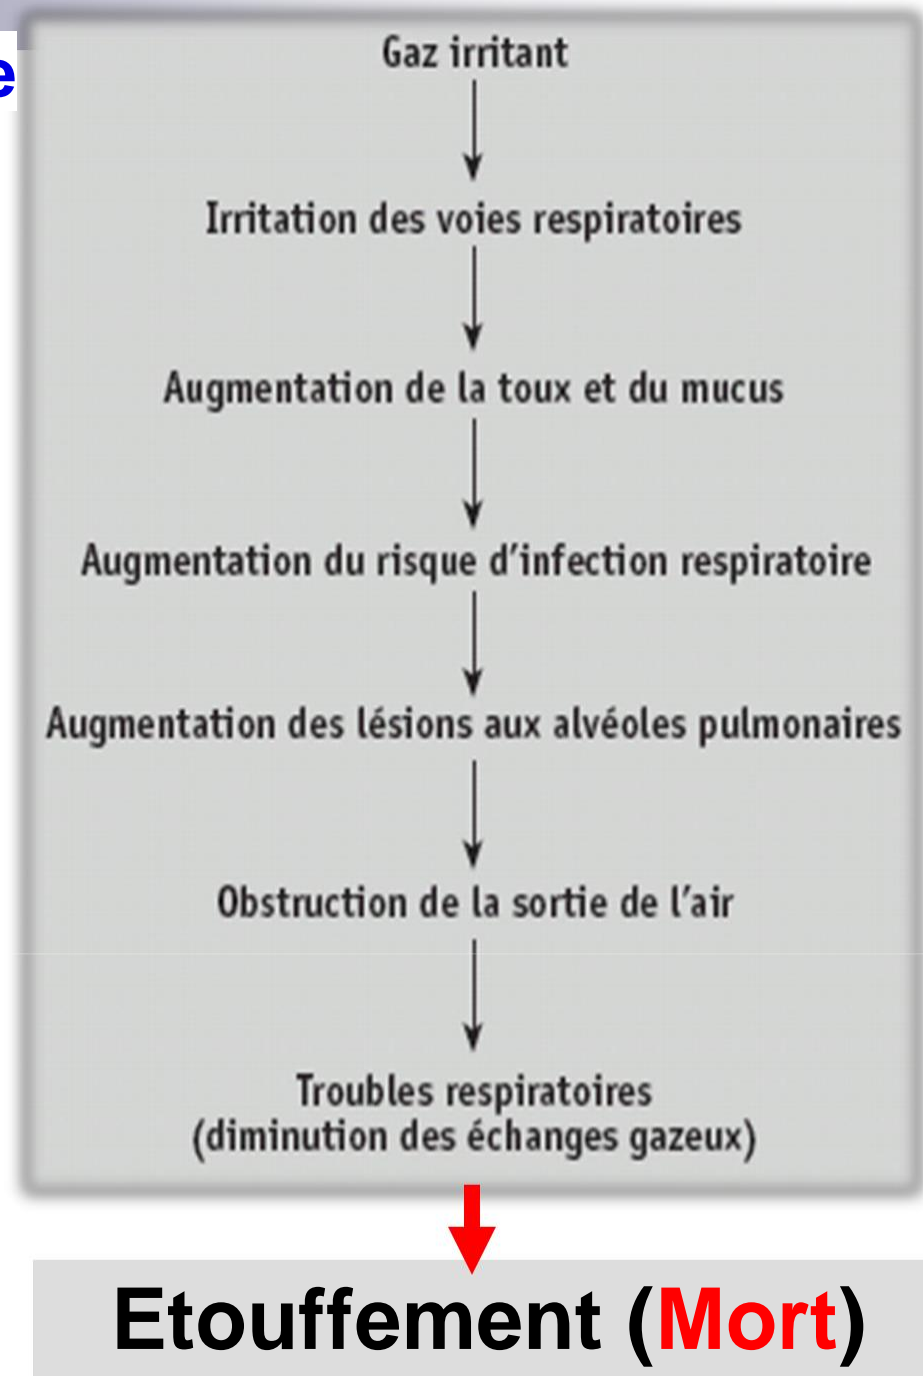 e
Gaz irritant
Irritation des voies respiratoires
Augmentation de la toux et du mucus
Augmentation du risque d'infection respiratoire
Augmentation des lésions aux alvéoles pulmonaires
Obstruction de la sortie de l'air
Troubles respiratoires
(diminution des échanges gazeux)
Etouffement (Mort)